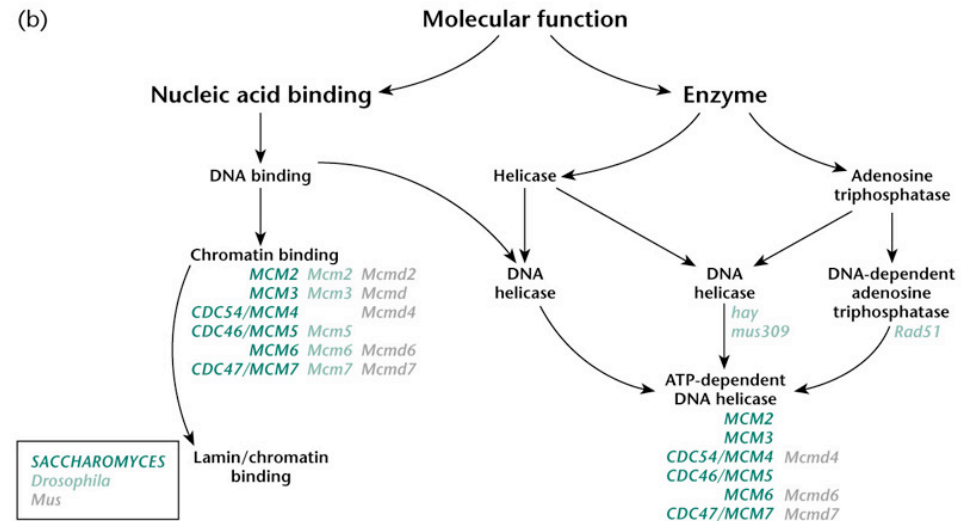 (b)
Molecular function
Nucleic acid binding
Enzyme
DNA binding
Helicase
Adenosine
triphosphatase
Chromatin binding
MCM2 Mcm2 Mcmd2
MCM3 Mcm3 Mcmd
CDC54/MCM4 Mcmd4
CDC46/MCM5 Mcm5
MCM6 Mcm6 Mcmd6
CDC47/MCM7 Mcm7 Mcmd7
DNA
helicase
DNA
helicase
hay
mus309
DNA-dependent
adenosine
triphosphatase
Rad51
ATP-dependent
DNA helicase
MCM2
MCM3
CDC54/MCM4 Mcmd4
CDC46/MCM5
MCM6 Mcmd6
CDC47/MCM7 Mcmd7
Lamin/chromatin
binding
SACCHAROMYCES
Drosophila
Mus